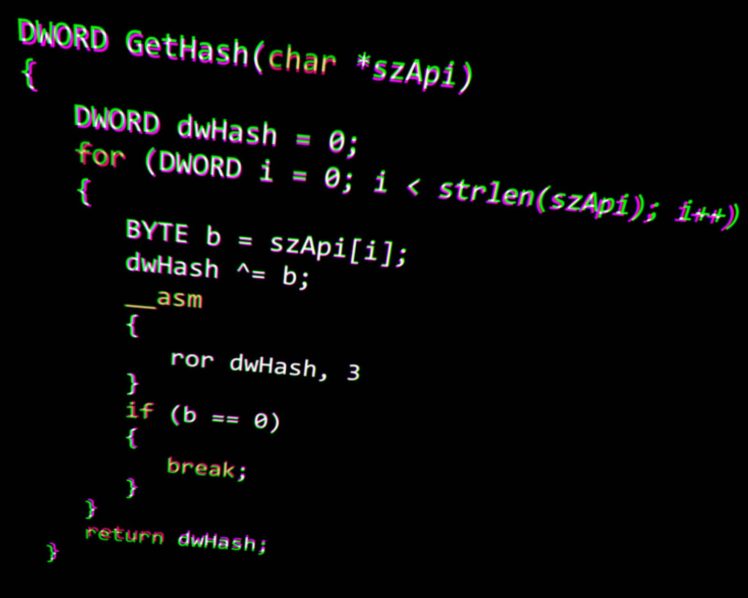 DWORD GetHash(char *szApi)
{
DWORD dwHash = 0;
for (DWORD i = 0; i < strlen(szApi); i++)
{
BYTE b = szApi[i];
dwHash ^= b;
__asm
{
ror dwHash, 3
}
if (b == 0)
{
break;
}
}
return dwHash;
}